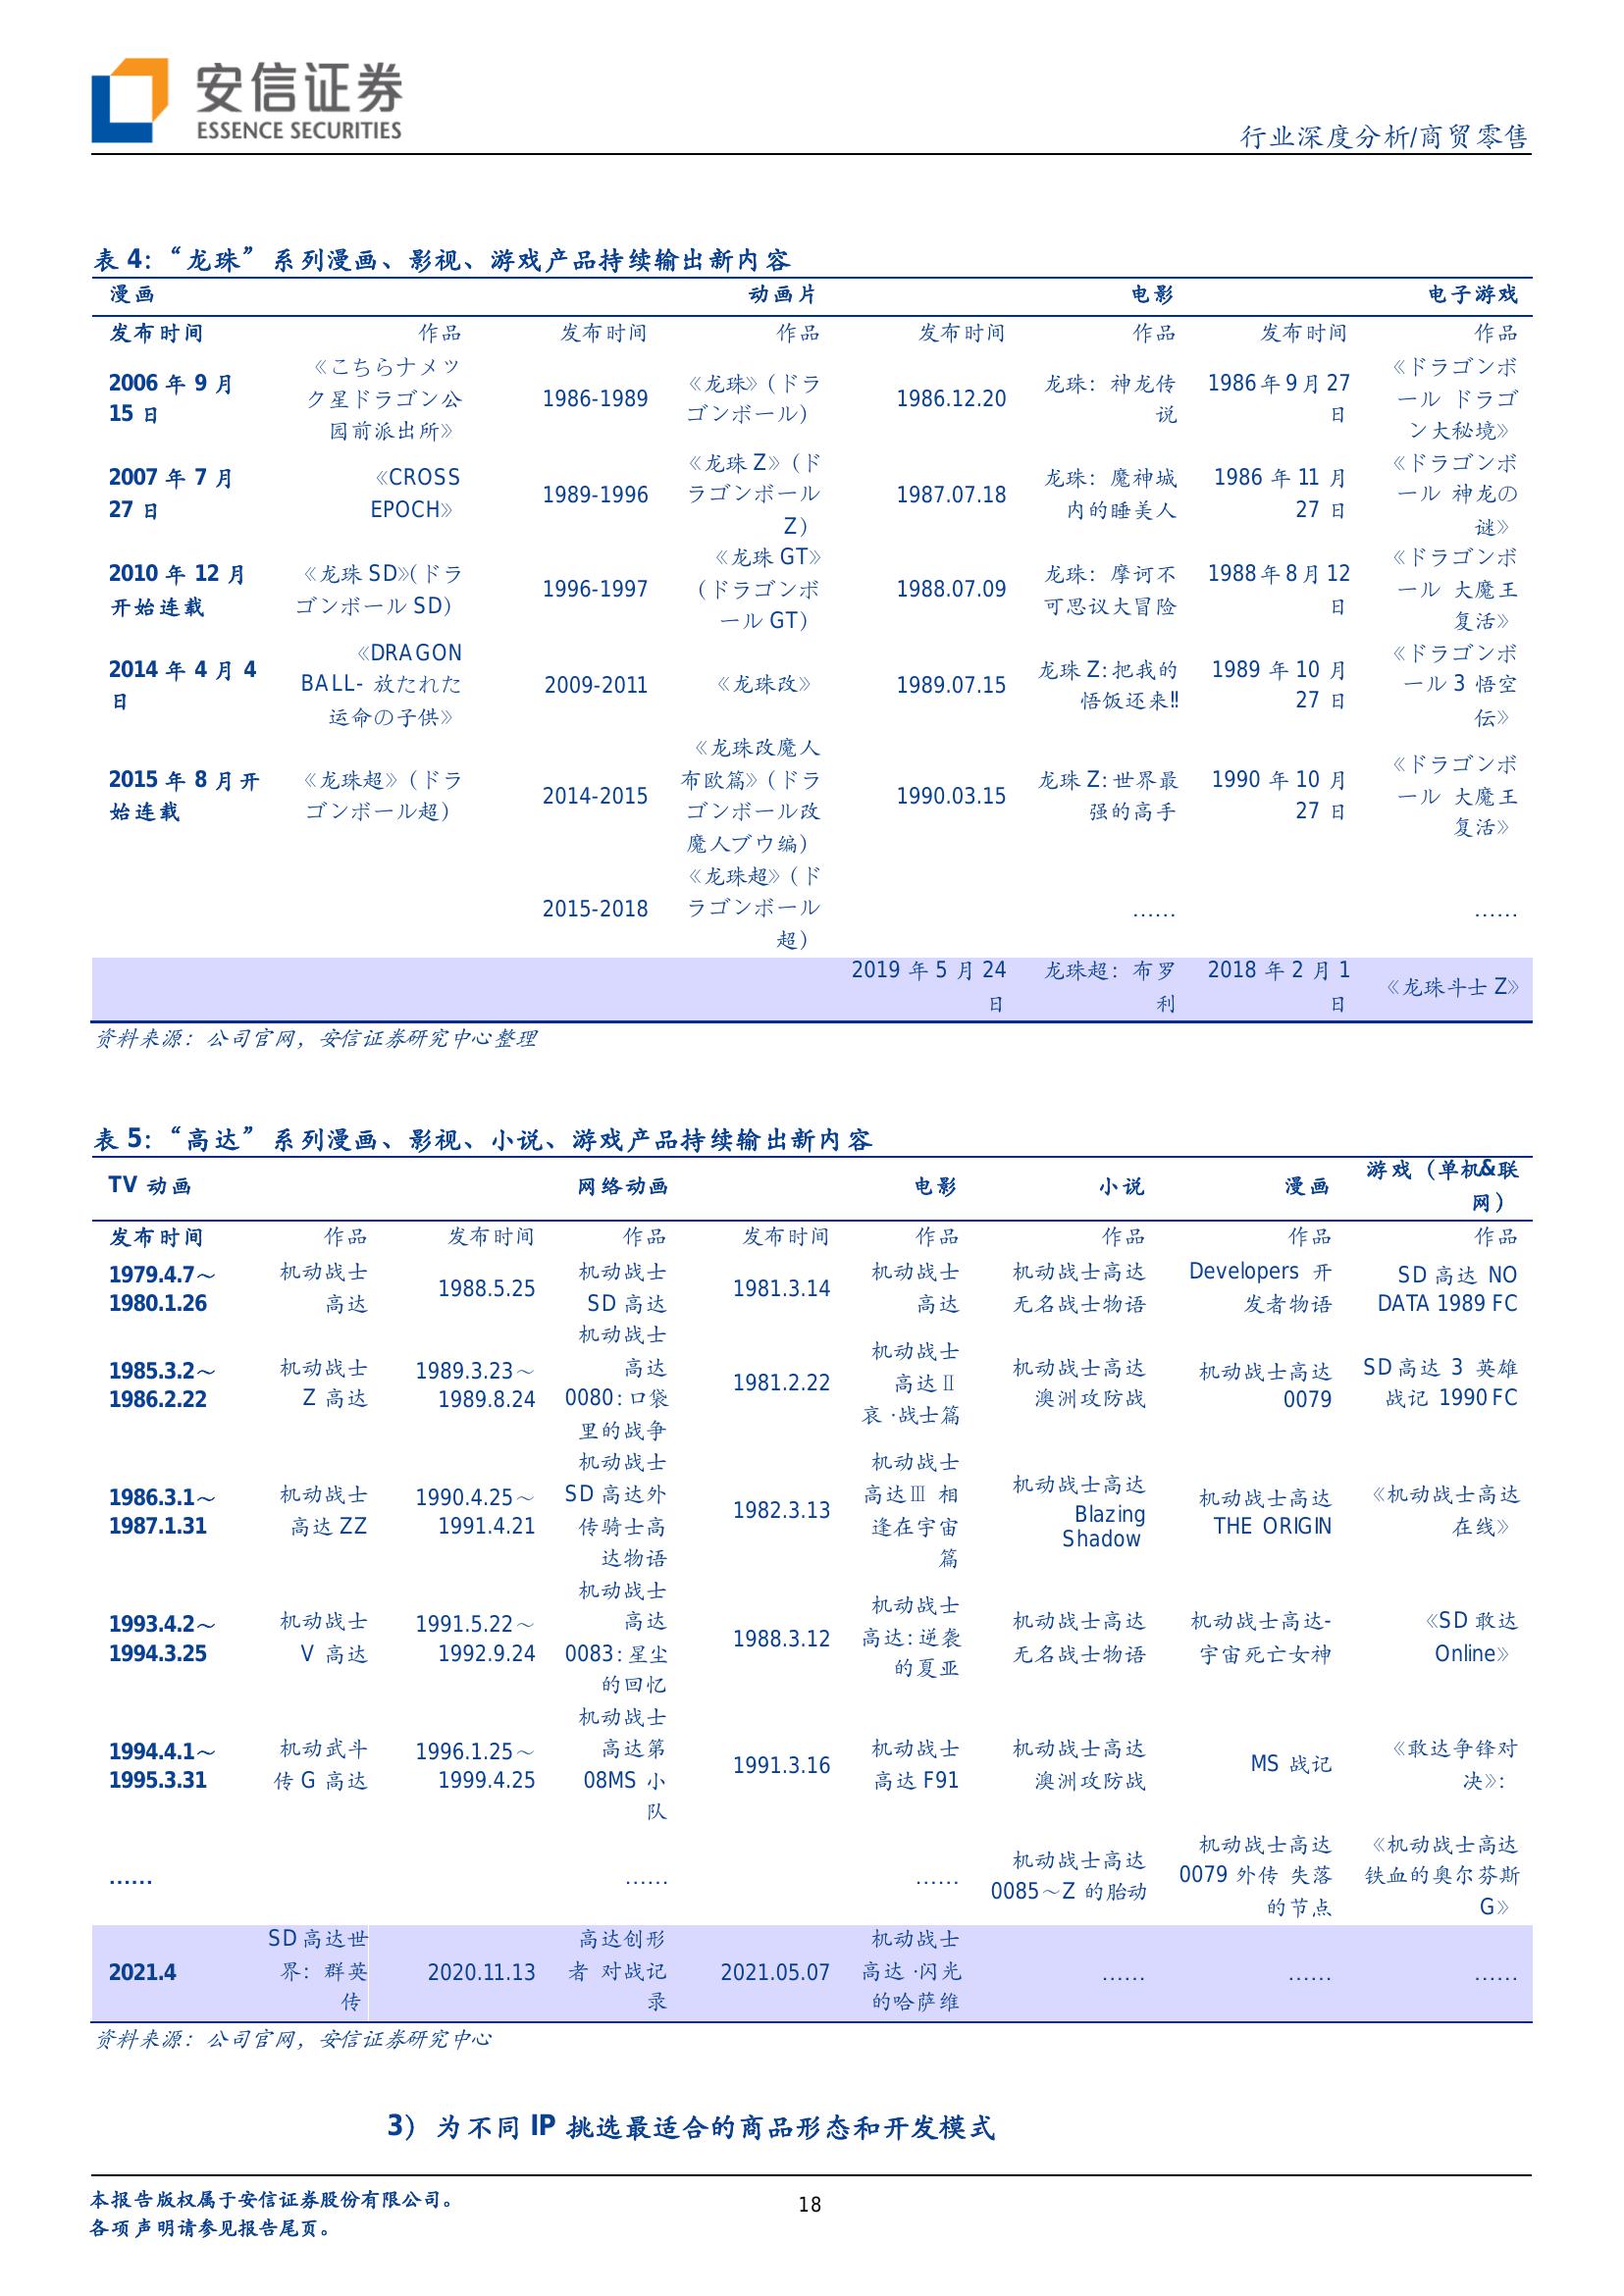 安信证券
ESSENCE SECURITIES
行业深度分析/商贸零售
表 4：“龙珠”系列漫画、影视、游戏产品持续输出新内容
漫画 动画片 电影 电子游戏
发布时间 作品 发布时间 作品 发布时间 作品 发布时间 作品
2006 年 9 月
15 日
《こちらナメッ
ク星ドラゴン公
园前派出所》
1986-1989
《龙珠》（ドラ
ゴンボール）
1986.12.20
龙珠：神龙传
说
1986 年 9 月 27
日
《ドラゴンボ
ール ドラゴ
ン大秘境》
2007 年 7 月
27 日
《CROSS
EPOCH》
1989-1996
《龙珠 Z》（ド
ラゴンボール
Z）
1987.07.18
龙珠：魔神城
内的睡美人
1986 年 11 月
27 日
《ドラゴンボ
ール 神龙の
谜》
2010 年 12 月
开始连载
《龙珠 SD》（ドラ
ゴンボール SD）
1996-1997
《龙珠 GT》
（ドラゴンボ
ール GT）
1988.07.09
龙珠：摩诃不
可思议大冒险
1988 年 8 月 12
日
《ドラゴンボ
ール 大魔王
复活》
2014 年 4 月 4
日
《DRAGON
BALL- 放たれた
运命の子供》
2009-2011
《龙珠改》
1989.07.15
龙珠 Z：把我的
悟饭还来!!
1989 年 10 月
27 日
《ドラゴンボ
ール 3 悟空
伝》
2015 年 8 月开
始连载
《龙珠超》（ドラ
ゴンボール超）
2014-2015
《龙珠改魔人
布欧篇》（ドラ
ゴンボール改
魔人ブウ编）
1990.03.15
龙珠 Z：世界最
强的高手
1990 年 10 月
27 日
《ドラゴンボ
ール 大魔王
复活》
2015-2018
《龙珠超》（ド
ラゴンボール
超）
......
......
2019 年 5 月 24
日
龙珠超：布罗
利
2018 年 2 月 1
日
《龙珠斗士 Z》
资料来源：公司官网，安信证券研究中心整理
表 5：“高达”系列漫画、影视、小说、游戏产品持续输出新内容
TV 动画 网络动画 电影 小说 漫画
游戏（单机&联
网）
发布时间 作品 发布时间 作品 发布时间 作品 作品 作品 作品
1979.4.7～
1980.1.26
机动战士
高达
1988.5.25
机动战士
SD 高达
1981.3.14
机动战士
高达
机动战士高达
无名战士物语
Developers 开
发者物语
SD 高达 NO
DATA 1989 FC
1985.3.2～
1986.2.22
机动战士
Z 高达
1989.3.23～
1989.8.24
机动战士
高达
0080：口袋
里的战争
1981.2.22
机动战士
高达Ⅱ
哀·战士篇
机动战士高达
澳洲攻防战
机动战士高达
0079
SD 高达 3 英雄
战记 1990 FC
1986.3.1～
1987.1.31
机动战士
高达 ZZ
1990.4.25～
1991.4.21
机动战士
SD 高达外
传骑士高
达物语
1982.3.13
机动战士
高达Ⅲ 相
逢在宇宙
篇
机动战士高达
Blazing
Shadow
机动战士高达
THE ORIGIN
《机动战士高达
在线》
1993.4.2～
1994.3.25
机动战士
V 高达
1991.5.22～
1992.9.24
机动战士
高达
0083：星尘
的回忆
1988.3.12
机动战士
高达：逆袭
的夏亚
机动战士高达
无名战士物语
机动战士高达-
宇宙死亡女神
《SD 敢达
Online》
1994.4.1～
1995.3.31
机动武斗
传 G 高达
1996.1.25～
1999.4.25
机动战士
高达第
08MS 小
队
1991.3.16
机动战士
高达 F91
机动战士高达
澳洲攻防战
MS 战记
《敢达争锋对
决》：
......
......
......
机动战士高达
0085～Z 的胎动
机动战士高达
0079 外传 失落
的节点
《机动战士高达
铁血的奥尔芬斯
G》
2021.4
SD 高达世
界：群英
传
2020.11.13
高达创形
者 对战记
录
2021.05.07
机动战士
高达·闪光
的哈萨维
......
......
......
资料来源：公司官网，安信证券研究中心
3）为不同 IP 挑选最适合的商品形态和开发模式
本报告版权属于安信证券股份有限公司。
各项声明请参见报告尾页。
18